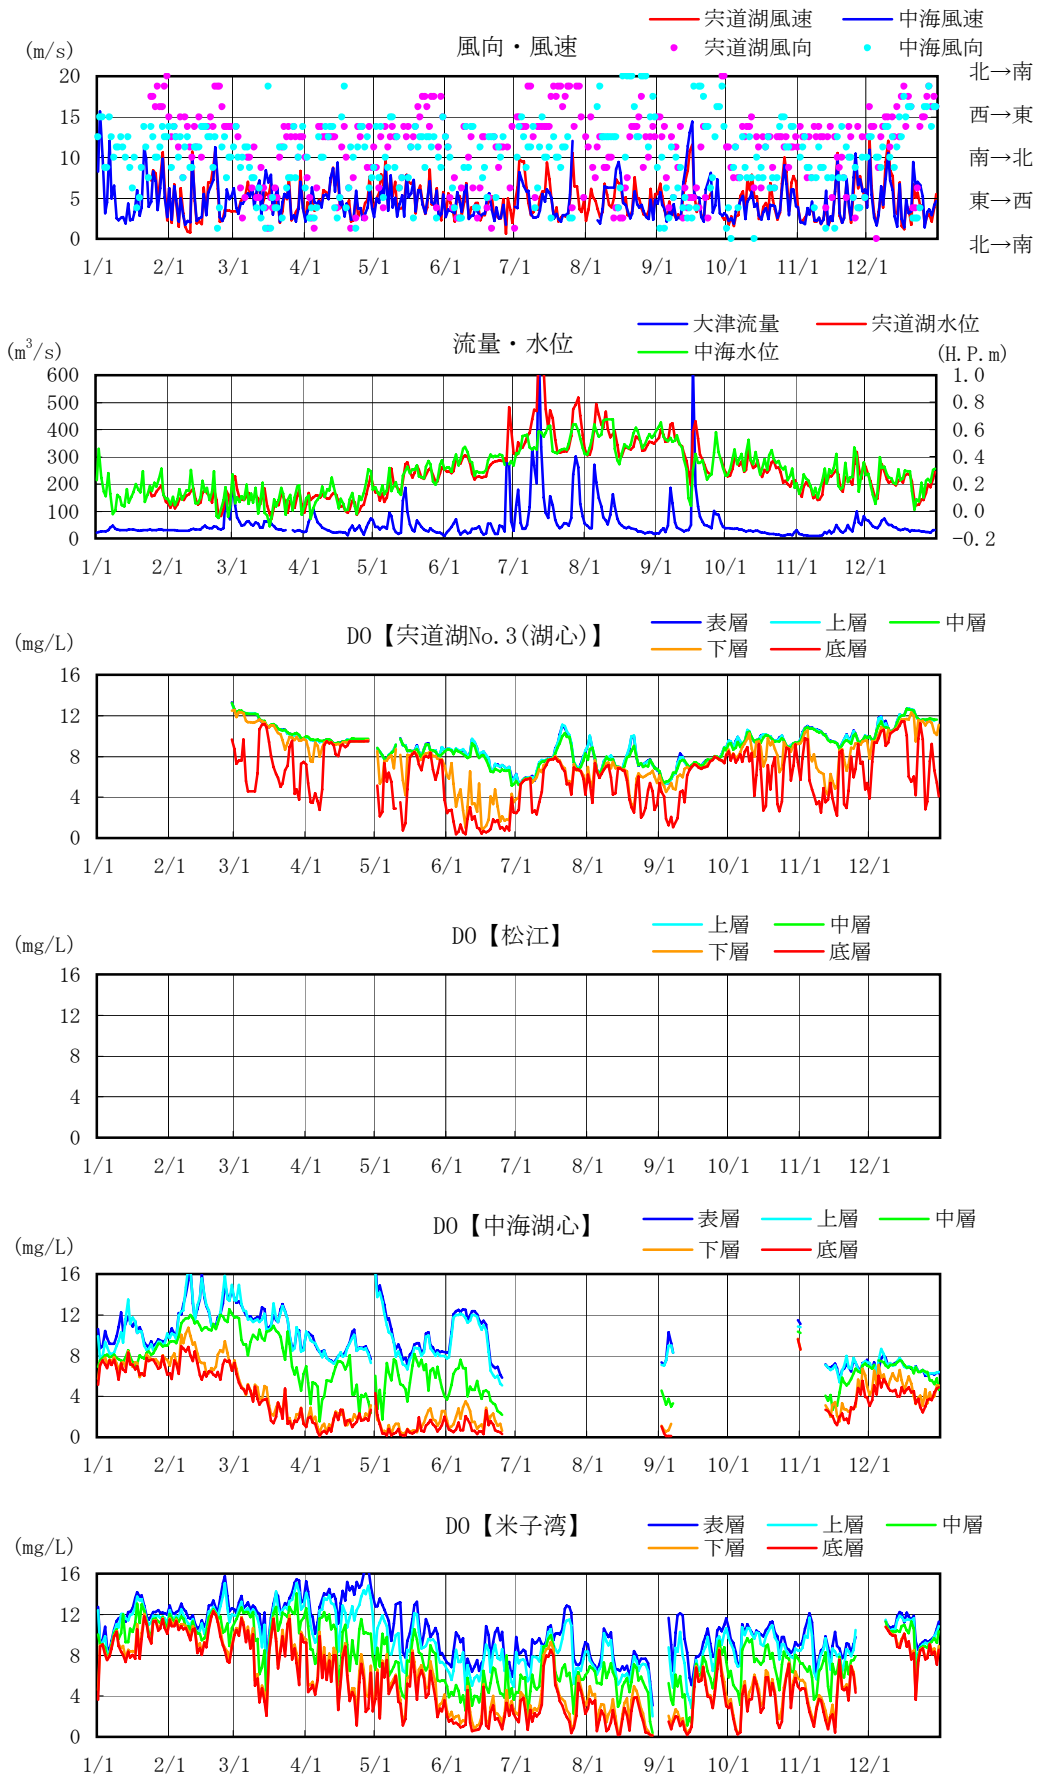 宍道湖風速 中海風速
(m/s) 風向・風速 宍道湖風向 中海風向
20 北→南
15 西→東
10 南→北
5 東→西
0 北→南
1/1 2/1 3/1 4/1 5/1 6/1 7/1 8/1 9/1 10/1 11/1 12/1
大津流量 宍道湖水位
(m³/s) 流量・水位 中海水位 (H.P.m)
600 1.0
500 0.8
400 0.6
300 0.4
200 0.2
100 0.0
0 -0.2
1/1 2/1 3/1 4/1 5/1 6/1 7/1 8/1 9/1 10/1 11/1 12/1
表層 上層 中層
(mg/L) DO【宍道湖No.3(湖心)】
下層 底層
16
12
8
4
0
1/1 2/1 3/1 4/1 5/1 6/1 7/1 8/1 9/1 10/1 11/1 12/1
上層 中層
(mg/L) DO【松江】
下層 底層
16
12
8
4
0
1/1 2/1 3/1 4/1 5/1 6/1 7/1 8/1 9/1 10/1 11/1 12/1
DO【中海湖心】 表層 上層 中層
(mg/L) 下層 底層
16
12
8
4
0
1/1 2/1 3/1 4/1 5/1 6/1 7/1 8/1 9/1 10/1 11/1 12/1
DO【米子湾】 表層 上層 中層
(mg/L) 下層 底層
16
12
8
4
0
1/1 2/1 3/1 4/1 5/1 6/1 7/1 8/1 9/1 10/1 11/1 12/1